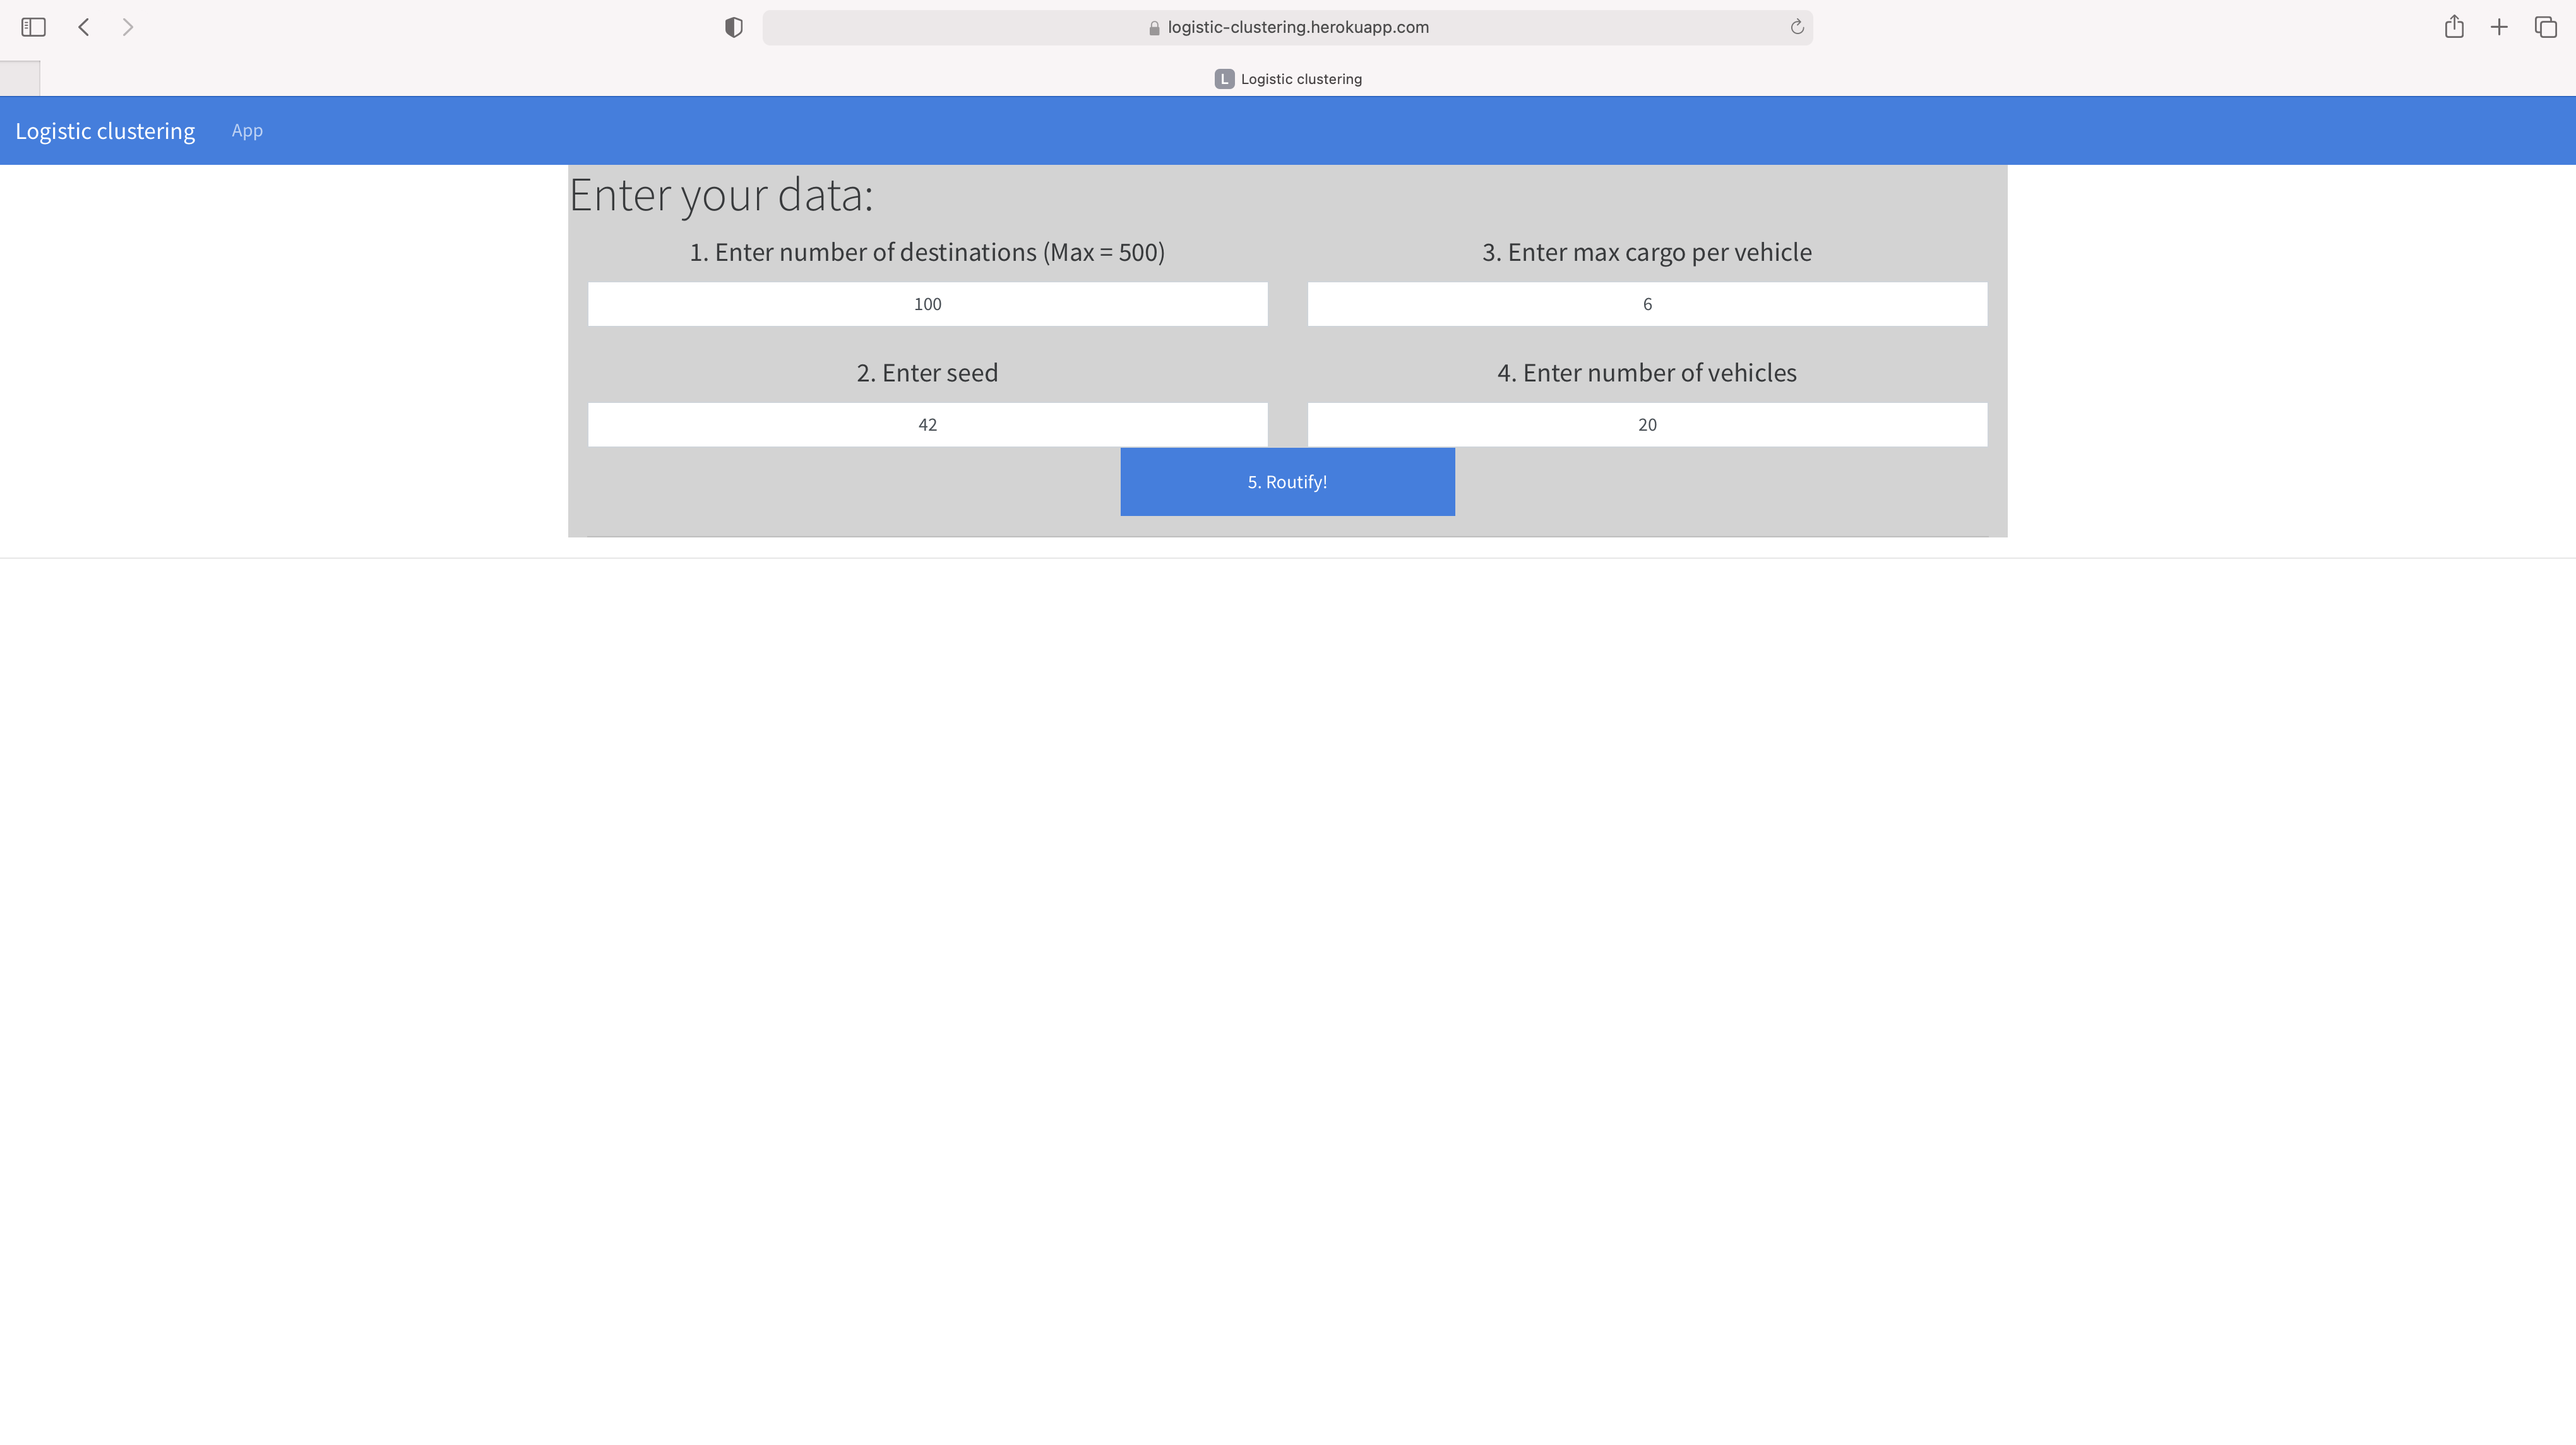 logistic-clustering.herokuapp.com
L Logistic clustering
Logistic clustering App
Enter your data:
1. Enter number of destinations (Max = 500)
100
3. Enter max cargo per vehicle
6
2. Enter seed
42
4. Enter number of vehicles
20
5. Routify!